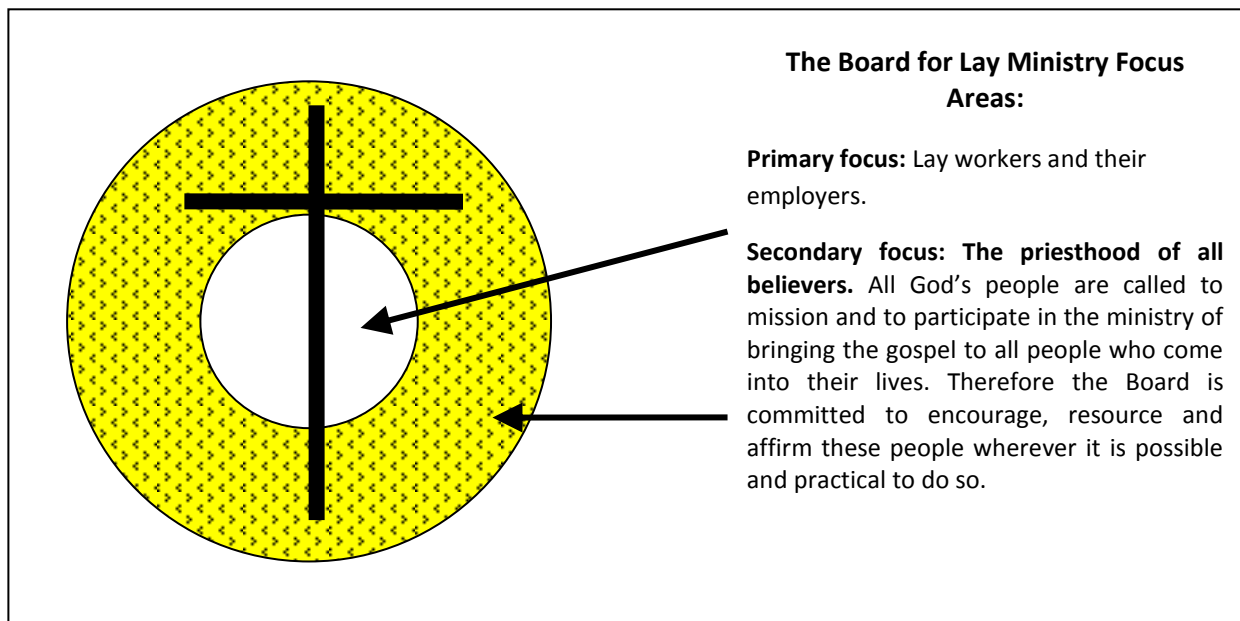 The Board for Lay Ministry Focus
Areas:
Primary focus: Lay workers and their
employers.
Secondary focus: The priesthood of all
believers. All God’s people are called to
mission and to participate in the ministry of
bringing the gospel to all people who come
into their lives. Therefore the Board is
committed to encourage, resource and
affirm these people wherever it is possible
and practical to do so.